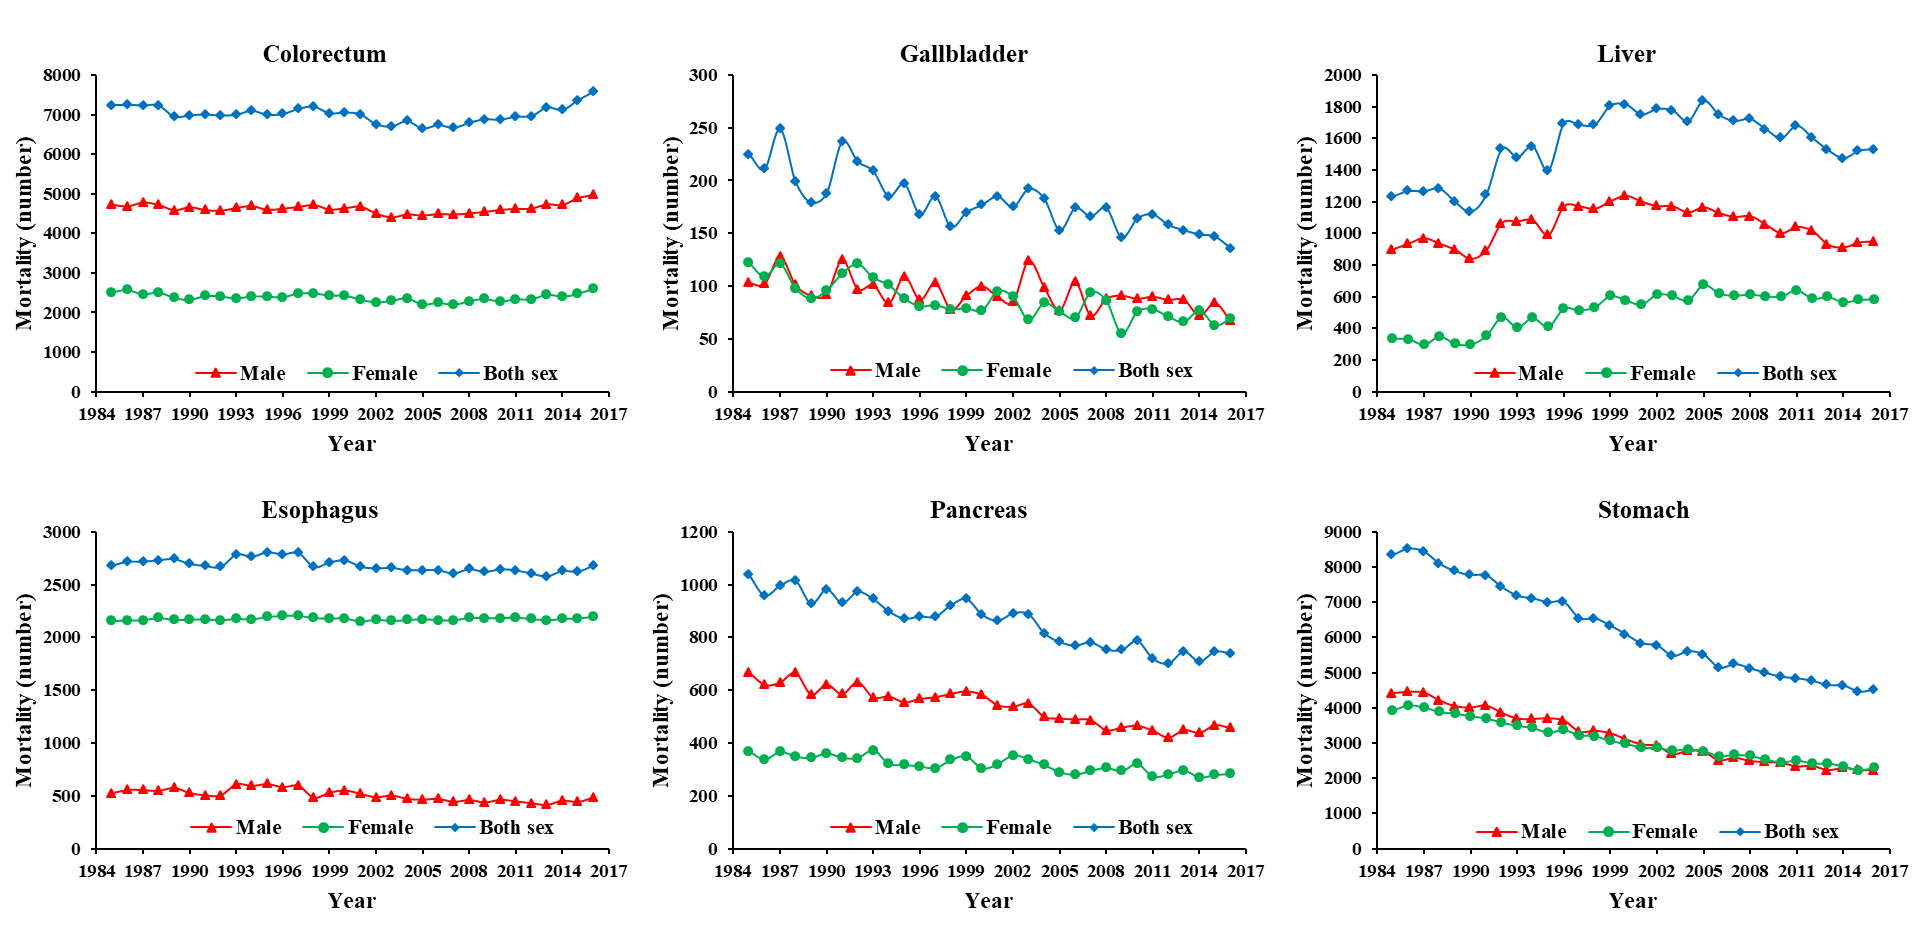 Colorectum
Mortality (number)
8000
7000
6000
5000
4000
3000
2000
1000
0
Male Female Both sex
1984 1987 1990 1993 1996 1999 2002 2005 2008 2011 2014 2017
Year
Gallbladder
Mortality (number)
300
250
200
150
100
50
0
Male Female Both sex
1984 1987 1990 1993 1996 1999 2002 2005 2008 2011 2014 2017
Year
Liver
Mortality (number)
2000
1800
1600
1400
1200
1000
800
600
400
200
0
Male Female Both sex
1984 1987 1990 1993 1996 1999 2002 2005 2008 2011 2014 2017
Year
Esophagus
Mortality (number)
3000
2500
2000
1500
1000
500
0
Male Female Both sex
1984 1987 1990 1993 1996 1999 2002 2005 2008 2011 2014 2017
Year
Pancreas
Mortality (number)
1200
1000
800
600
400
200
0
Male Female Both sex
1984 1987 1990 1993 1996 1999 2002 2005 2008 2011 2014 2017
Year
Stomach
Mortality (number)
9000
8000
7000
6000
5000
4000
3000
2000
1000
0
Male Female Both sex
1984 1987 1990 1993 1996 1999 2002 2005 2008 2011 2014 2017
Year